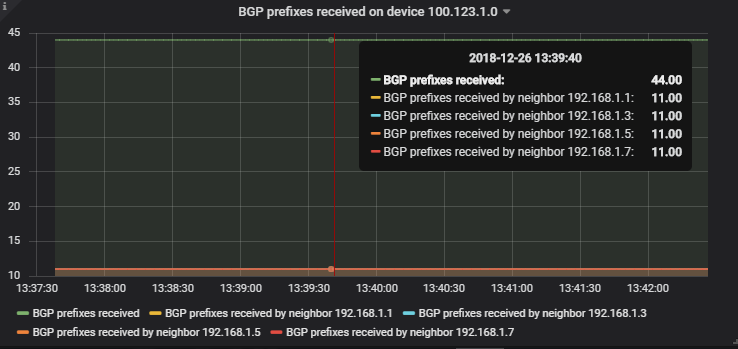 i
BGP prefixes received on device 100.123.1.0
45
40
35
30
25
20
15
10
2018-12-26 13:39:40
BGP prefixes received: 44.00
BGP prefixes received by neighbor 192.168.1.1: 11.00
BGP prefixes received by neighbor 192.168.1.3: 11.00
BGP prefixes received by neighbor 192.168.1.5: 11.00
BGP prefixes received by neighbor 192.168.1.7: 11.00
13:37:30 13:38:00 13:38:30 13:39:00 13:39:30 13:40:00 13:40:30 13:41:00 13:41:30 13:42:00
BGP prefixes received BGP prefixes received by neighbor 192.168.1.1 BGP prefixes received by neighbor 192.168.1.3
BGP prefixes received by neighbor 192.168.1.5 BGP prefixes received by neighbor 192.168.1.7